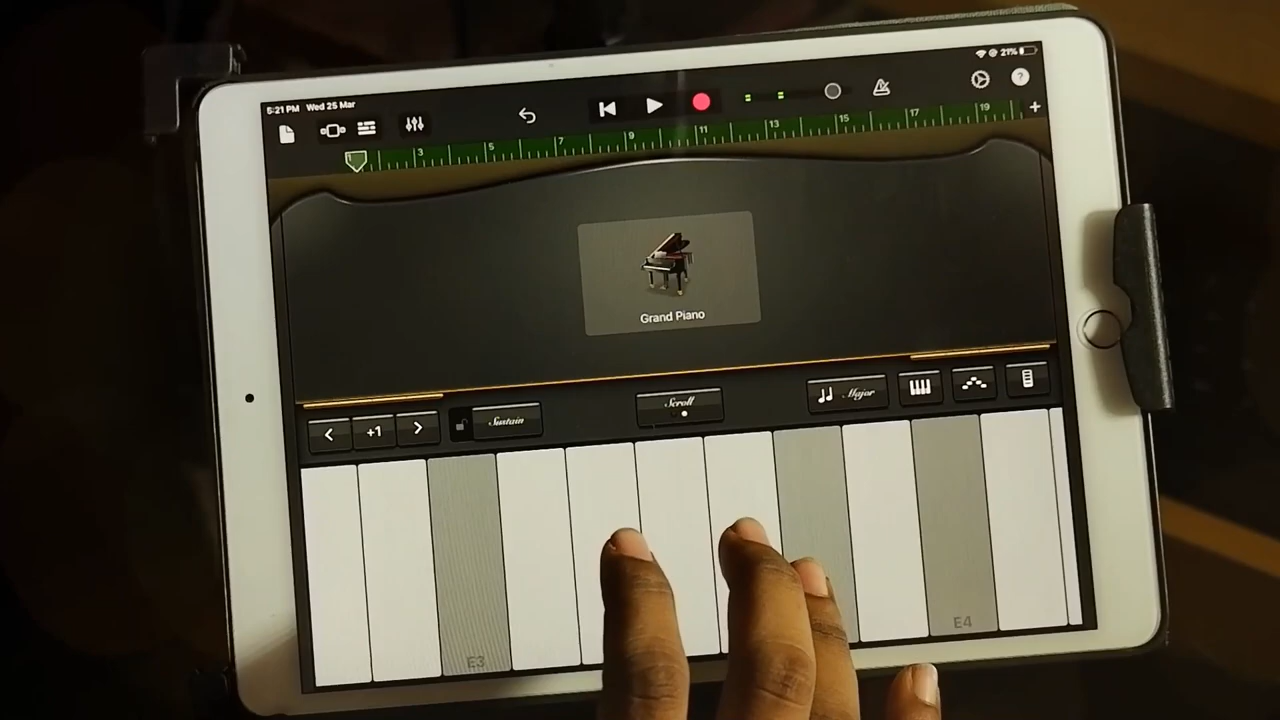 5:21 PM Wed 25 Mar
21%
?
3 5 7 9 11 13 15 17 19 +
Grand Piano
+1
Sustain
Scroll
Major
E3
E4